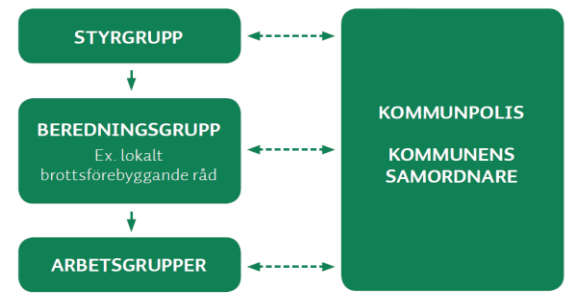 STYRGRUPP
BEREDNINGSGRUPP
Ex. lokalt
brottsförebyggande råd
ARBETSGRUPPER
KOMMUNPOLIS
KOMMUNENS
SAMORDNARE